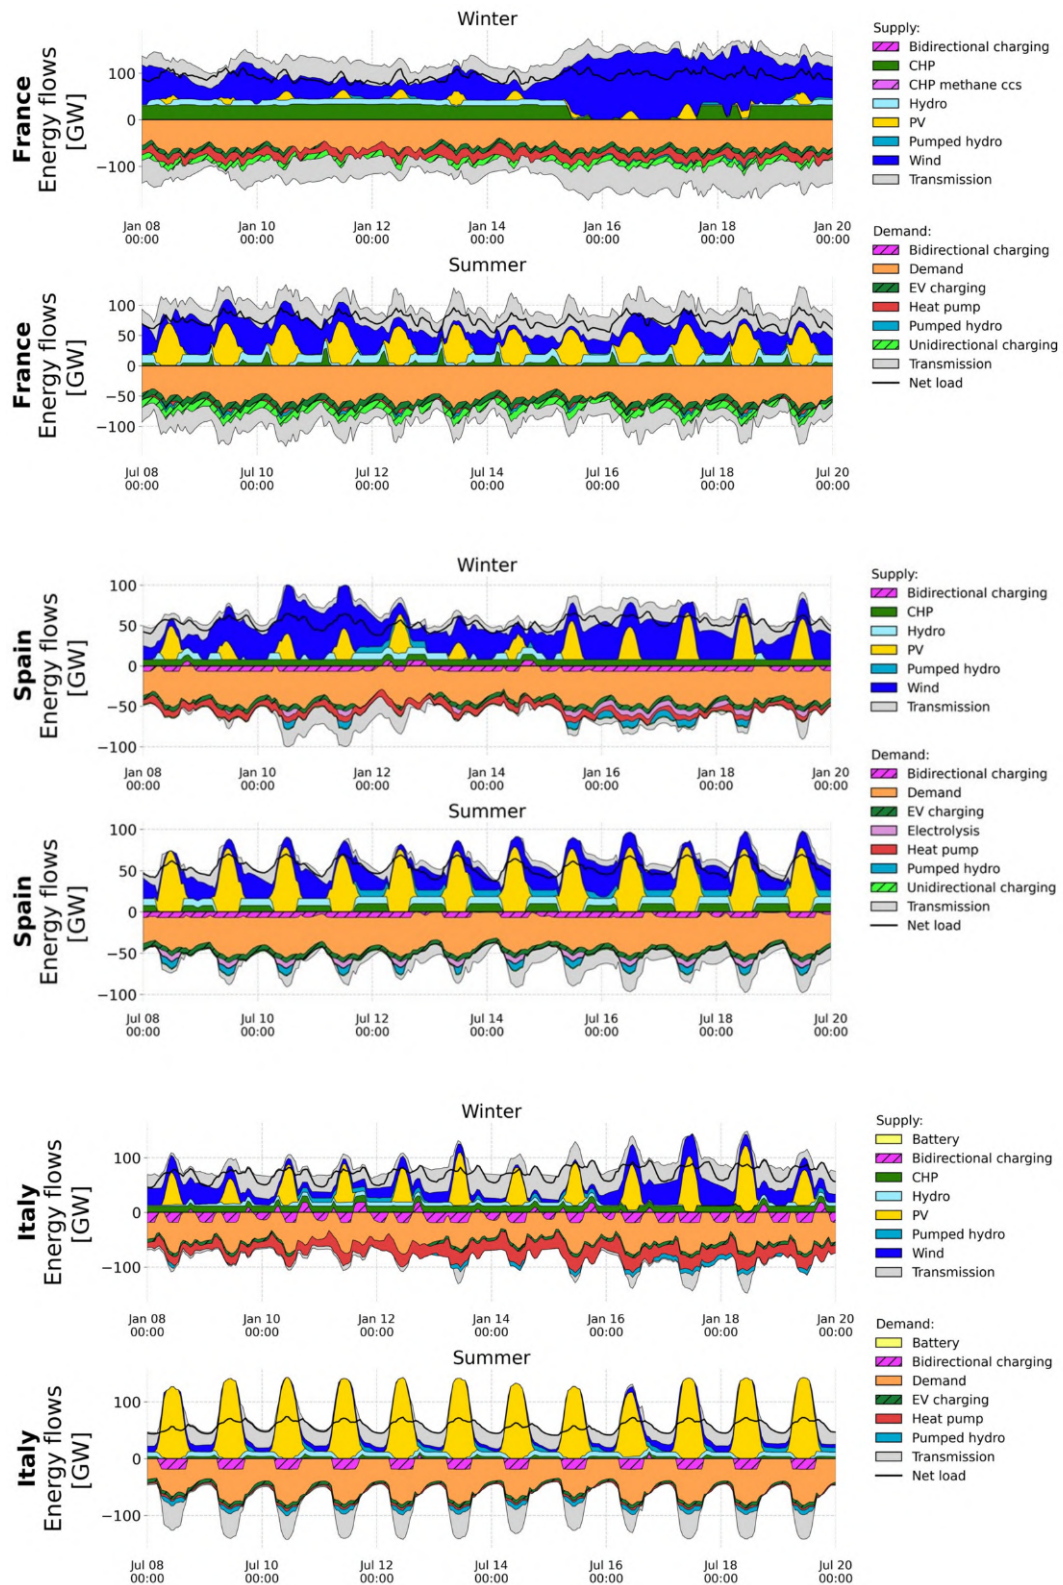 Winter
France
Energy flows
[GW]
100
0
−100
Jan 08
00:00
Jan 10
00:00
Jan 12
00:00
Jan 14
00:00
Jan 16
00:00
Jan 18
00:00
Jan 20
00:00
Supply:
Bidirectional charging
CHP
CHP methane ccs
Hydro
PV
Pumped hydro
Wind
Transmission
Summer
France
Energy flows
[GW]
100
50
0
−50
−100
Jul 08
00:00
Jul 10
00:00
Jul 12
00:00
Jul 14
00:00
Jul 16
00:00
Jul 18
00:00
Jul 20
00:00
Demand:
Bidirectional charging
Demand
EV charging
Heat pump
Pumped hydro
Unidirectional charging
Transmission
Net load
Winter
Spain
Energy flows
[GW]
100
50
0
−50
−100
Jan 08
00:00
Jan 10
00:00
Jan 12
00:00
Jan 14
00:00
Jan 16
00:00
Jan 18
00:00
Jan 20
00:00
Supply:
Bidirectional charging
CHP
Hydro
PV
Pumped hydro
Wind
Transmission
Summer
Spain
Energy flows
[GW]
100
50
0
−50
−100
Jul 08
00:00
Jul 10
00:00
Jul 12
00:00
Jul 14
00:00
Jul 16
00:00
Jul 18
00:00
Jul 20
00:00
Demand:
Bidirectional charging
Demand
EV charging
Electrolysis
Heat pump
Pumped hydro
Unidirectional charging
Transmission
Net load
Winter
Italy
Energy flows
[GW]
100
0
−100
Jan 08
00:00
Jan 10
00:00
Jan 12
00:00
Jan 14
00:00
Jan 16
00:00
Jan 18
00:00
Jan 20
00:00
Supply:
Battery
Bidirectional charging
CHP
Hydro
PV
Pumped hydro
Wind
Transmission
Summer
Italy
Energy flows
[GW]
100
0
−100
Jul 08
00:00
Jul 10
00:00
Jul 12
00:00
Jul 14
00:00
Jul 16
00:00
Jul 18
00:00
Jul 20
00:00
Demand:
Battery
Bidirectional charging
Demand
EV charging
Heat pump
Pumped hydro
Transmission
Net load